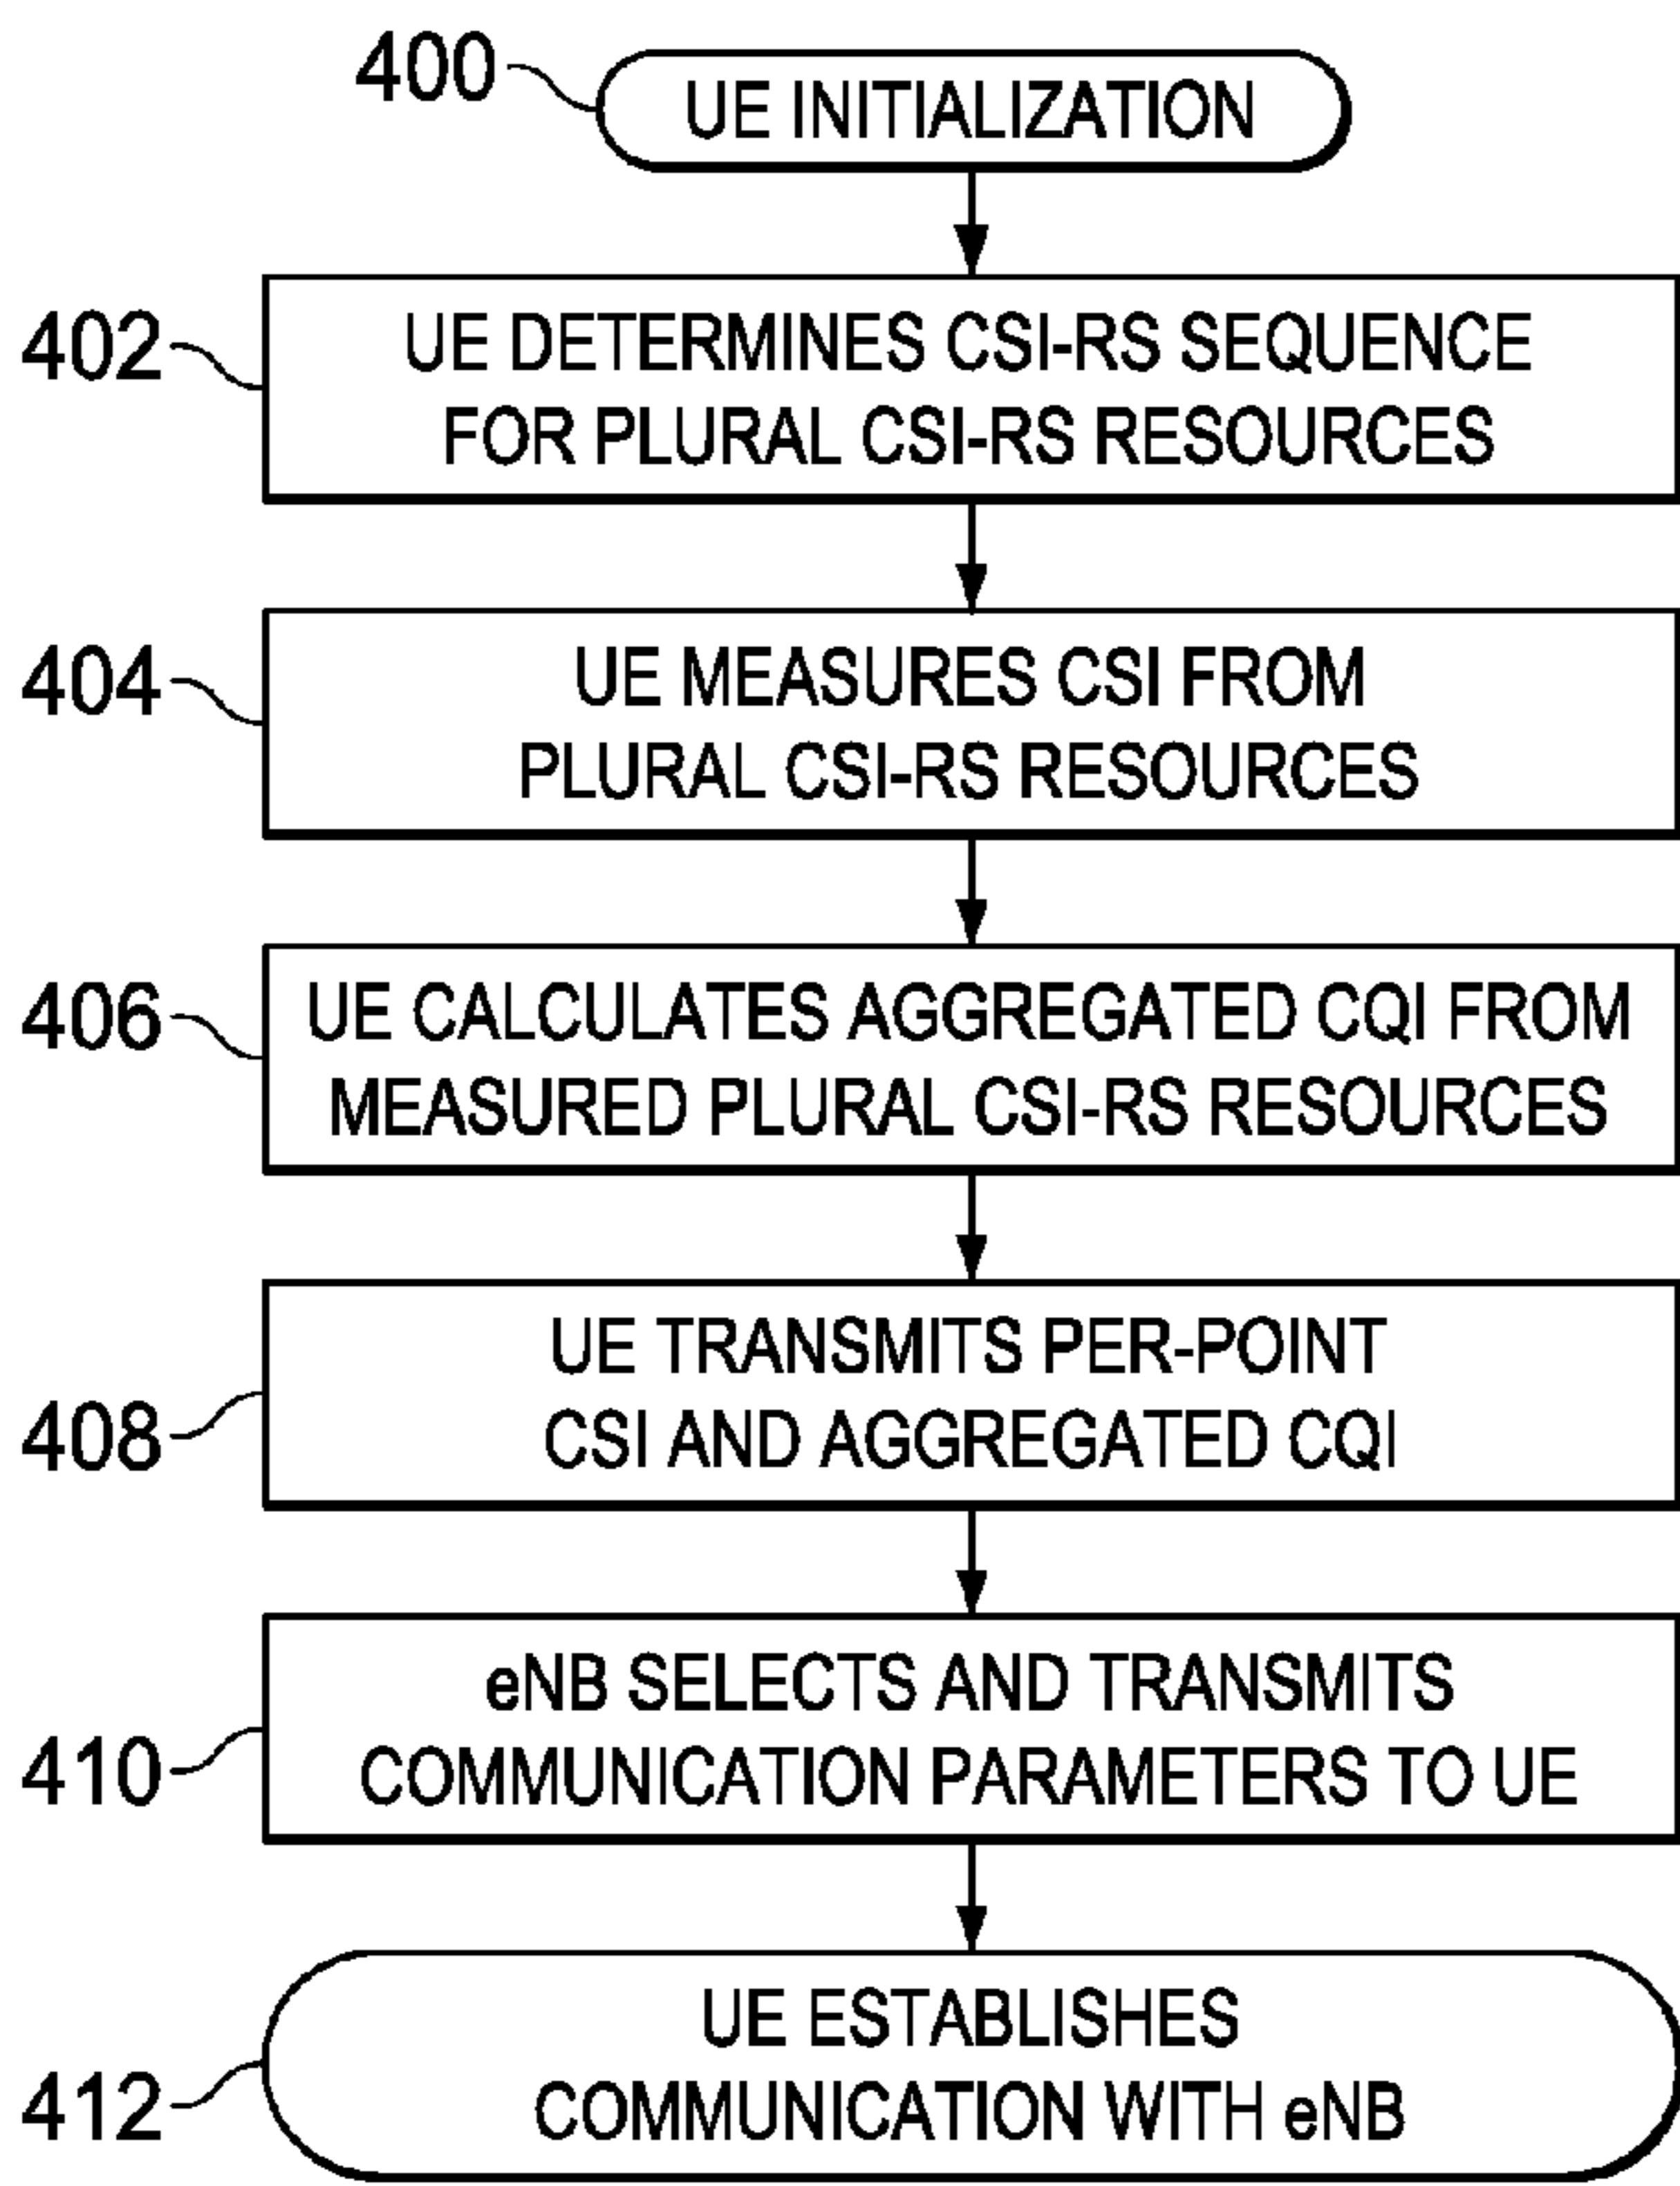 400
UE INITIALIZATION
402
UE DETERMINES CSI-RS SEQUENCE
FOR PLURAL CSI-RS RESOURCES
404
UE MEASURES CSI FROM
PLURAL CSI-RS RESOURCES
406
UE CALCULATES AGGREGATED CQI FROM
MEASURED PLURAL CSI-RS RESOURCES
408
UE TRANSMITS PER-POINT
CSI AND AGGREGATED CQI
410
eNB SELECTS AND TRANSMITS
COMMUNICATION PARAMETERS TO UE
412
UE ESTABLISHES
COMMUNICATION WITH eNB